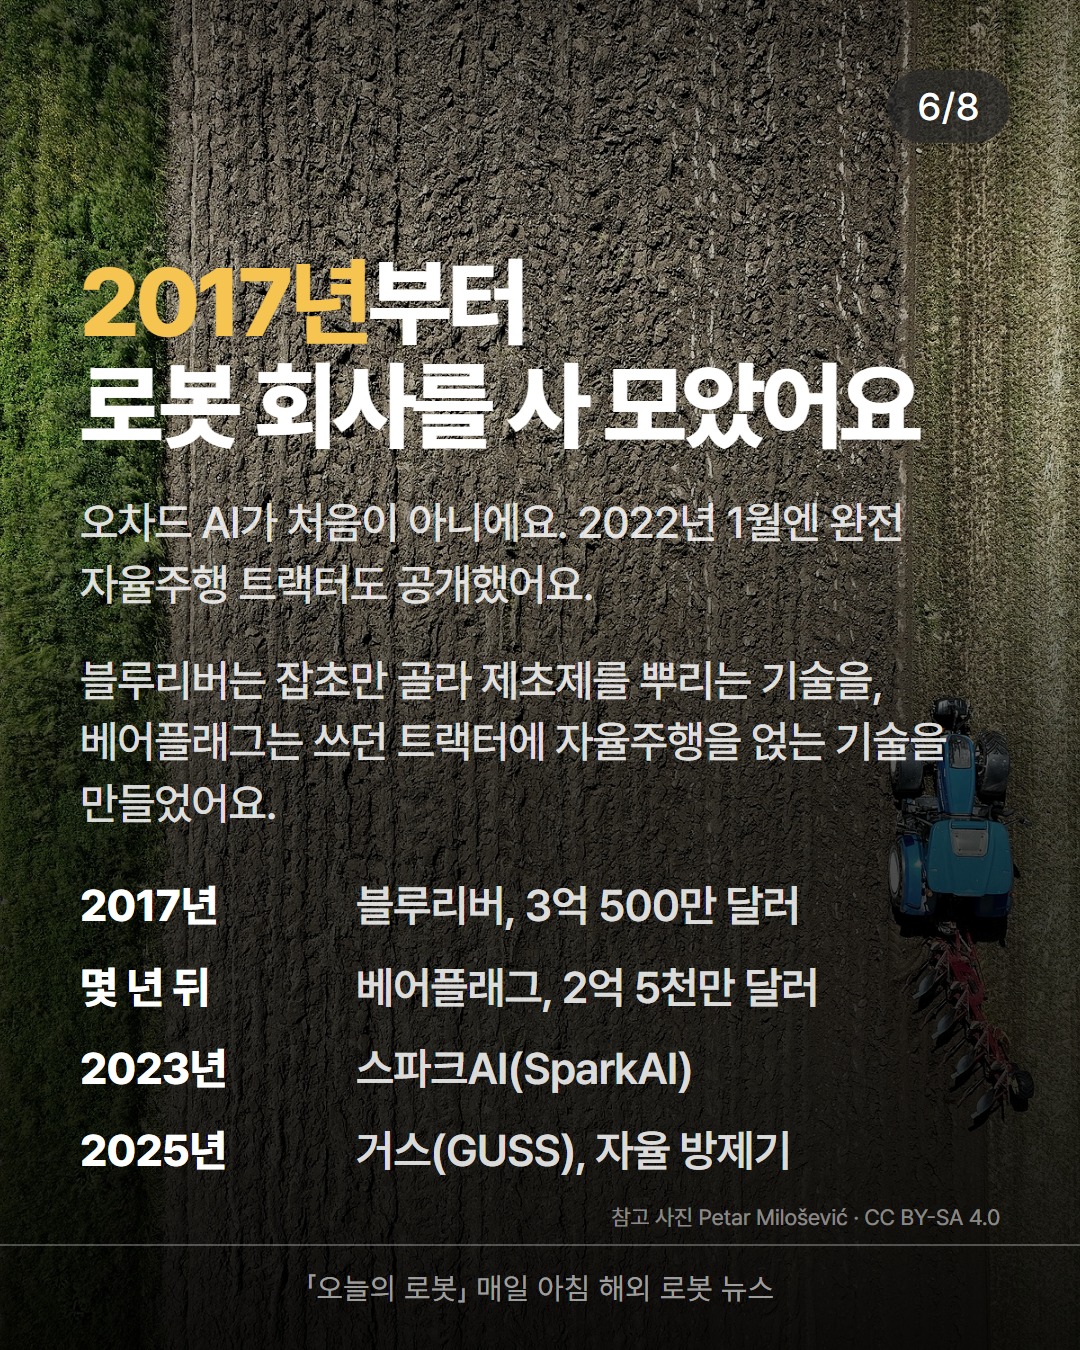 6/8
2017년부터
로봇 회사를 사 모았어요
오차드 AI가 처음이 아니에요. 2022년 1월엔 완전
자율주행 트랙터도 공개했어요.
블루리버는 잡초만 골라 제초제를 뿌리는 기술을,
베어플래그는 쓰던 트랙터에 자율주행을 얹는 기술을
만들었어요.
2017년 블루리버, 3억 500만 달러
몇 년 뒤 베어플래그, 2억 5천만 달러
2023년 스파크AI(SparkAI)
2025년 거스(GUSS), 자율 방제기
참고 사진 Petar Milošević · CC BY-SA 4.0
「오늘의 로봇」 매일 아침 해외 로봇 뉴스